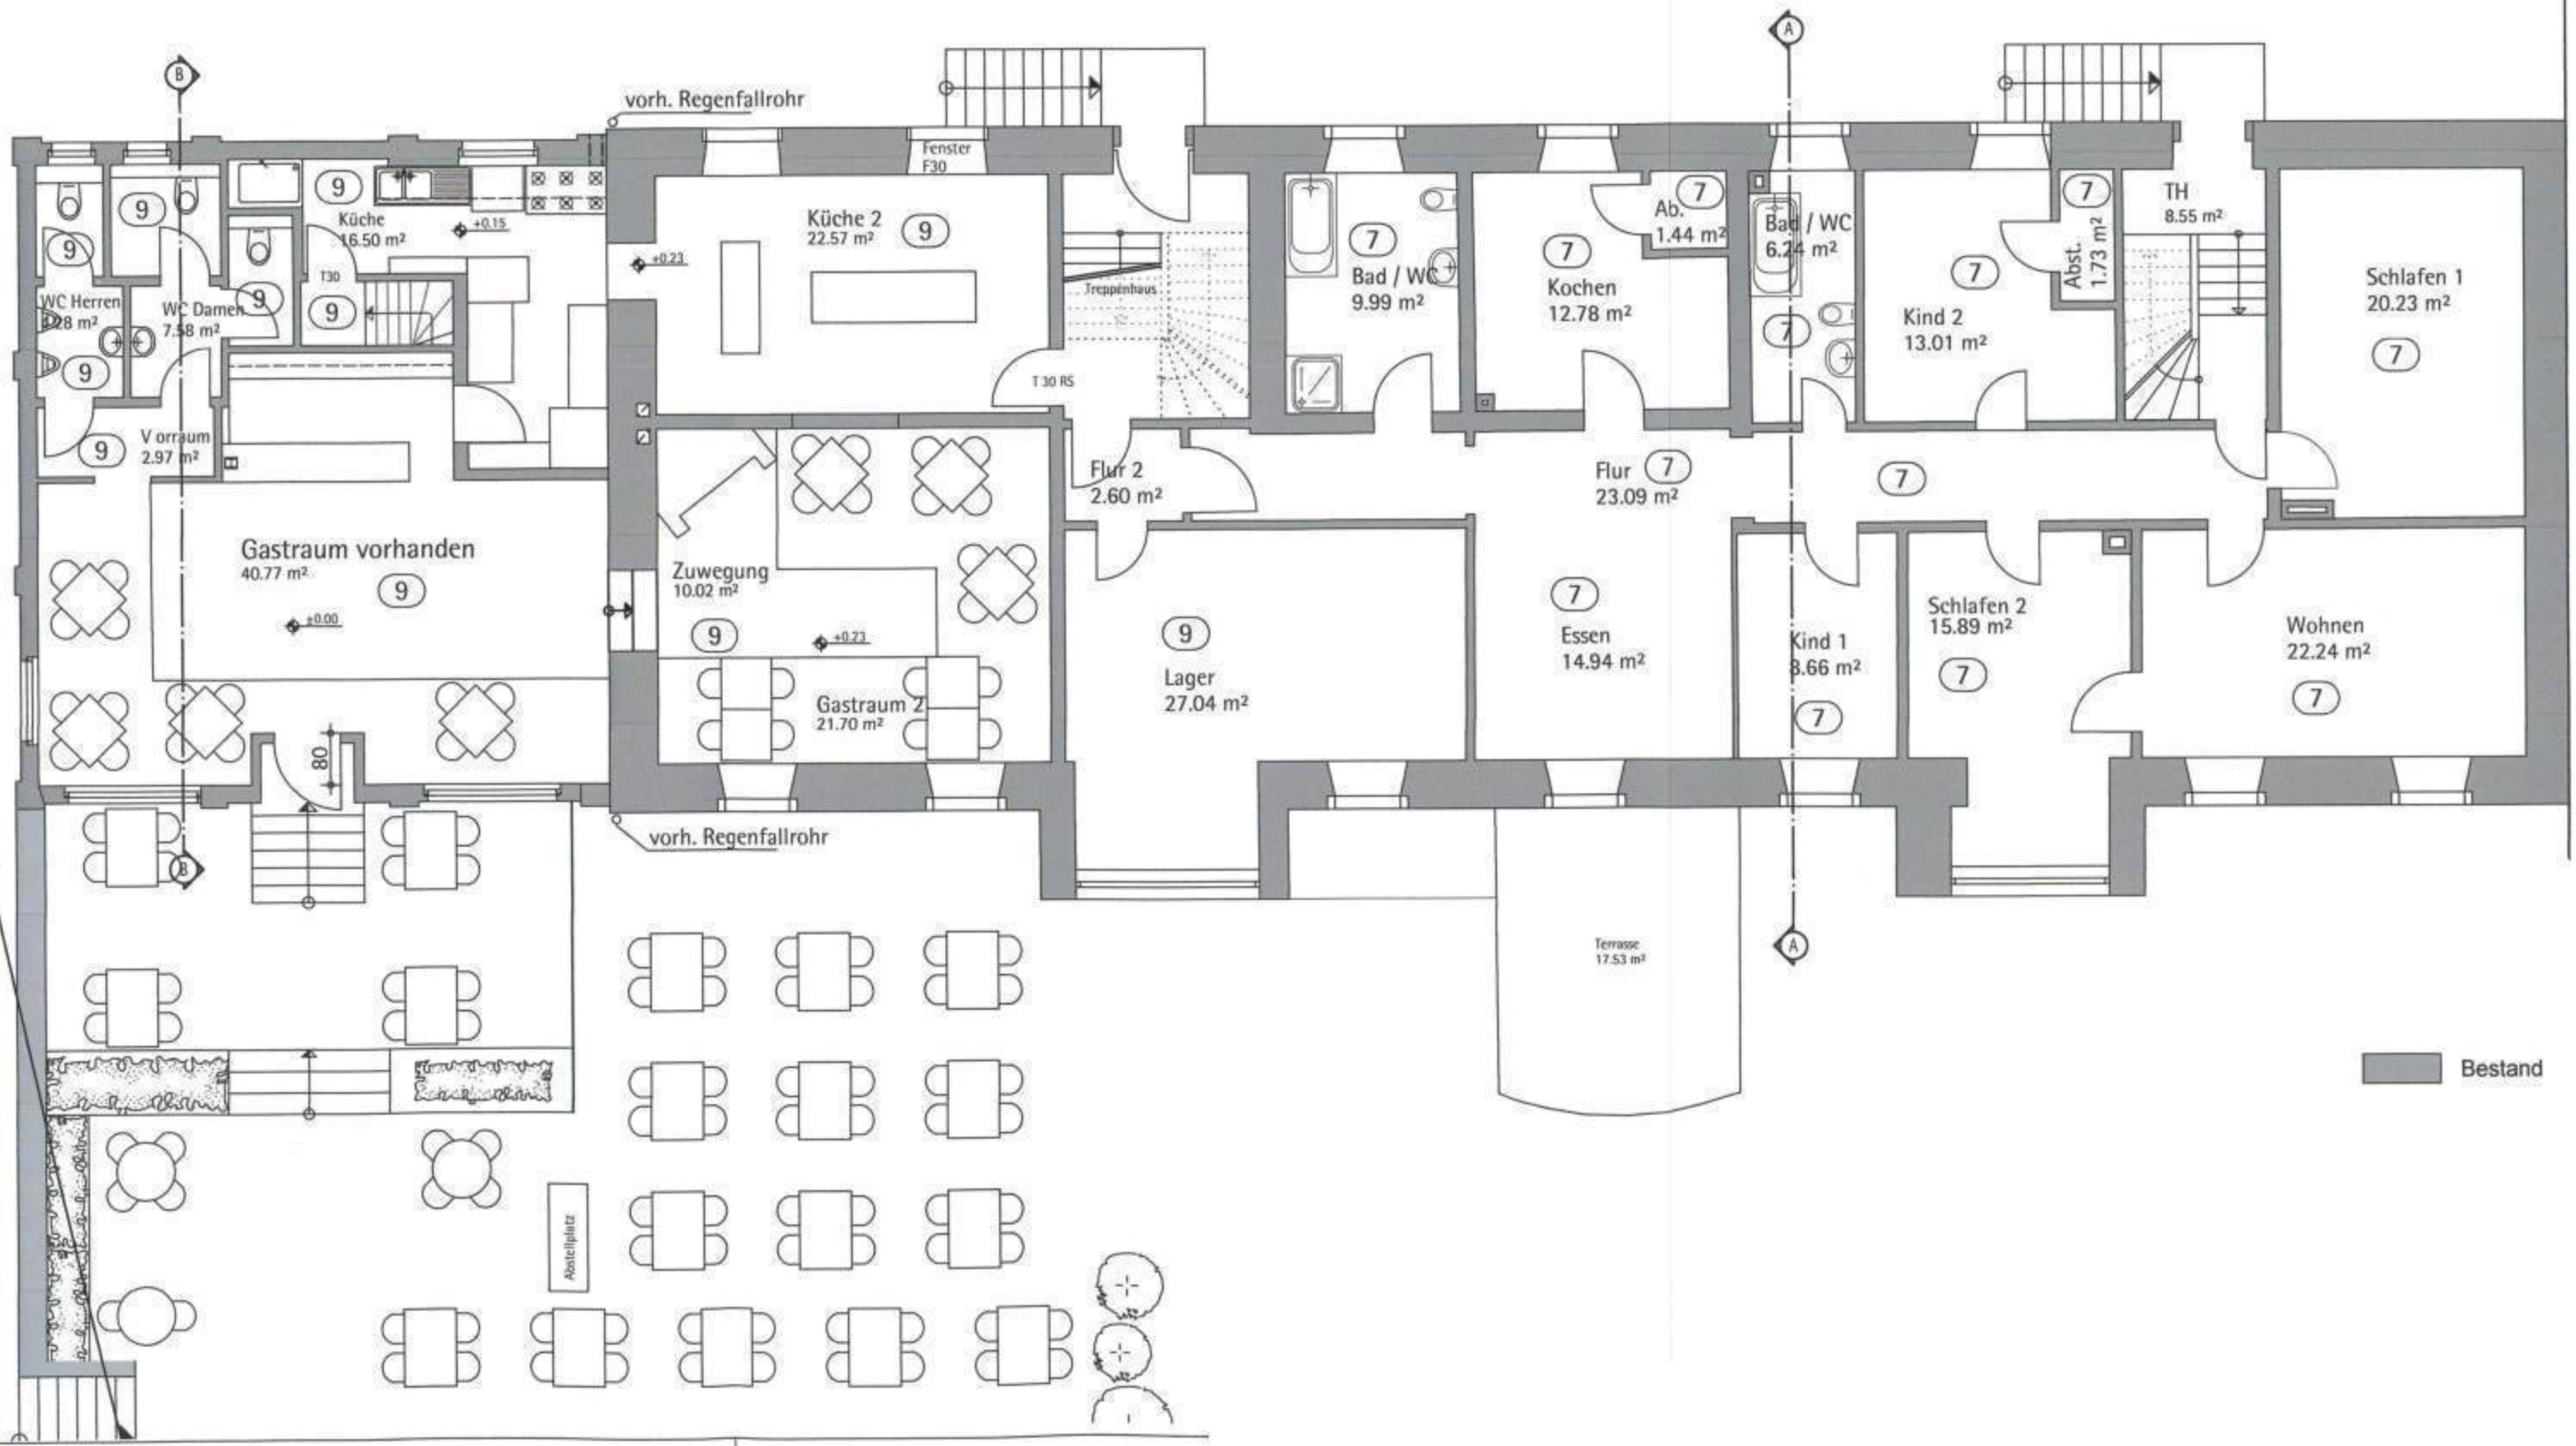 A
B
vorh. Regenfallrohr
Fenster
F30
9
9
Küche
16.50 m²
+0.15
9
T30
9
9
WC Herren
WC Damen
7.58 m²
9
9
9
V orraum
2.97 m²
Küche 2
22.57 m²
9
+0.23
Treppenhaus
T 30 RS
7
Bad / WC
9.99 m²
7
Kochen
12.78 m²
7
Ab.
1.44 m²
Bad / WC
6.24 m²
7
7
Kind 2
13.01 m²
7
Abst.
1.73 m²
TH
8.55 m²
Schlafen 1
20.23 m²
7
Flur 2
2.60 m²
Flur
7
23.09 m²
7
Gastraum vorhanden
40.77 m²
9
±0.00
80
Zuwegung
10.02 m²
9
+0.23
Gastraum 2
21.70 m²
9
Lager
27.04 m²
7
Essen
14.94 m²
Kind 1
8.66 m²
7
Schlafen 2
15.89 m²
7
Wohnen
22.24 m²
7
vorh. Regenfallrohr
B
A
Terrasse
17.53 m²
Bestand
Abstellplatz